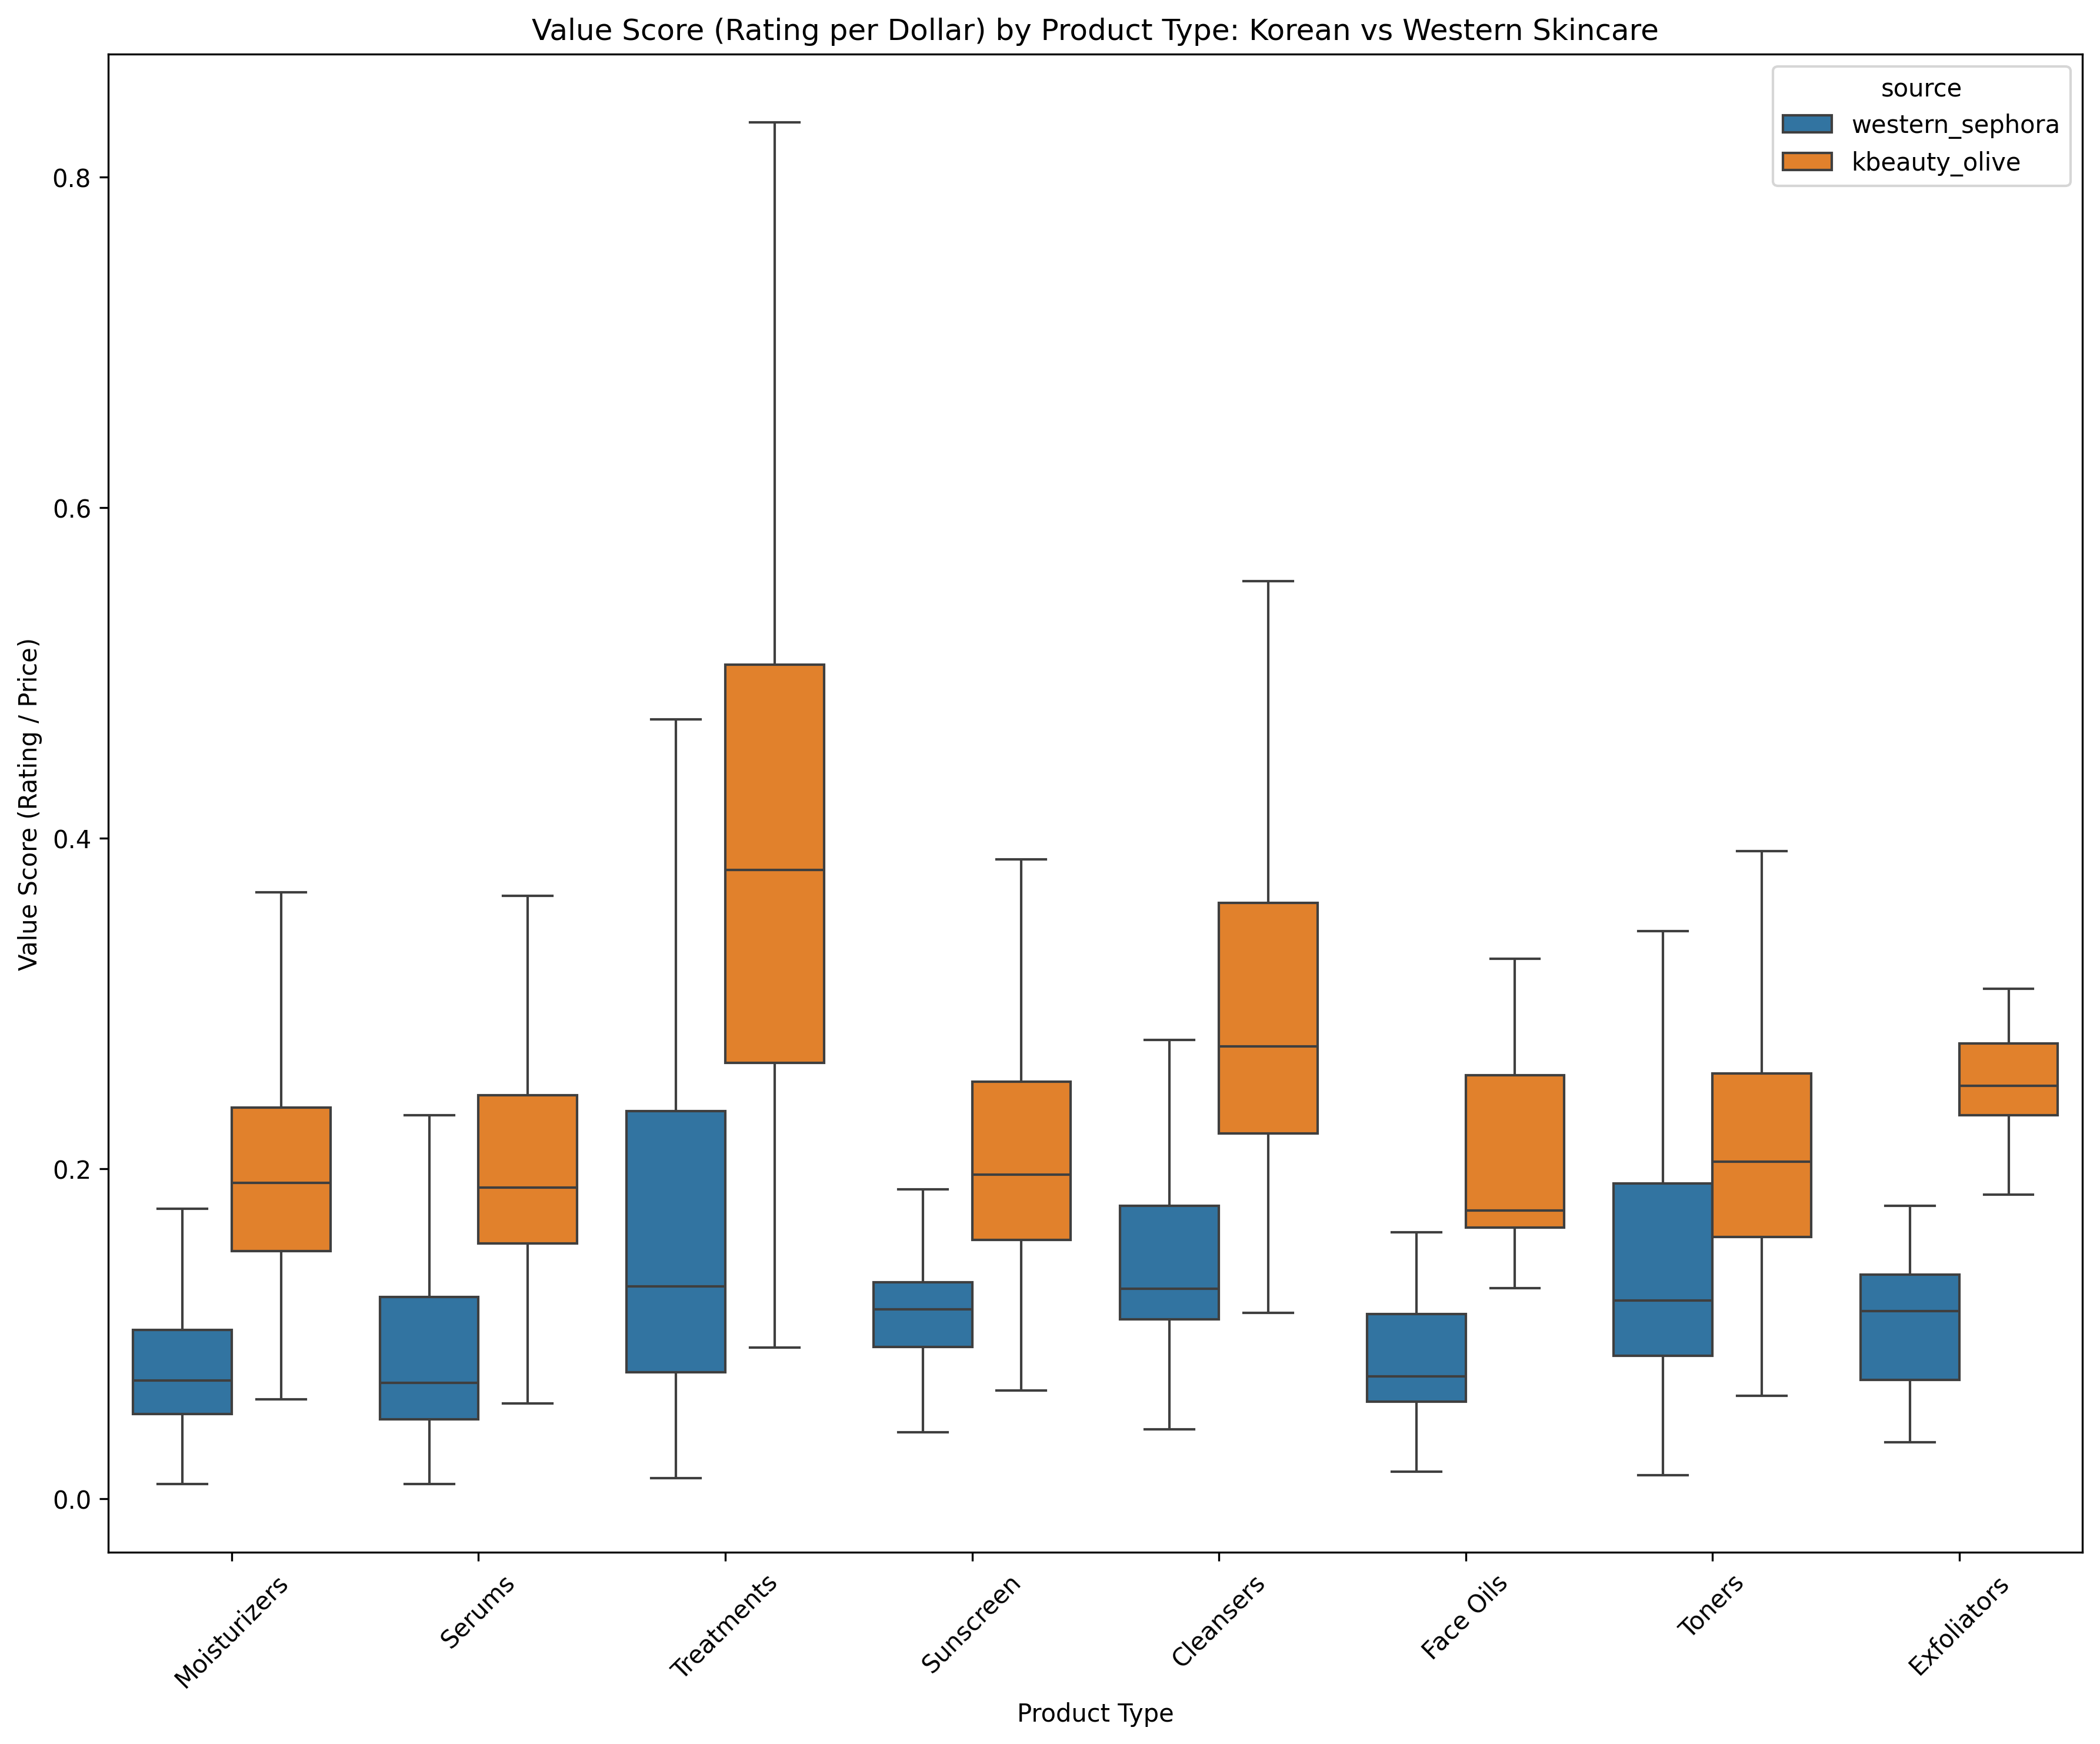 Value Score (Rating per Dollar) by Product Type: Korean vs Western Skincare
source
western_sephora
kbeauty_olive
Value Score (Rating / Price)
0.8
0.6
0.4
0.2
0.0
Moisturizers
Serums
Treatments
Sunscreen
Cleansers
Face Oils
Toners
Exfoliators
Product Type